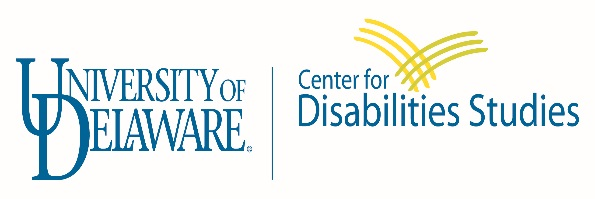 UNIVERSITY OF
DELAWARE®
Center for
Disabilities Studies